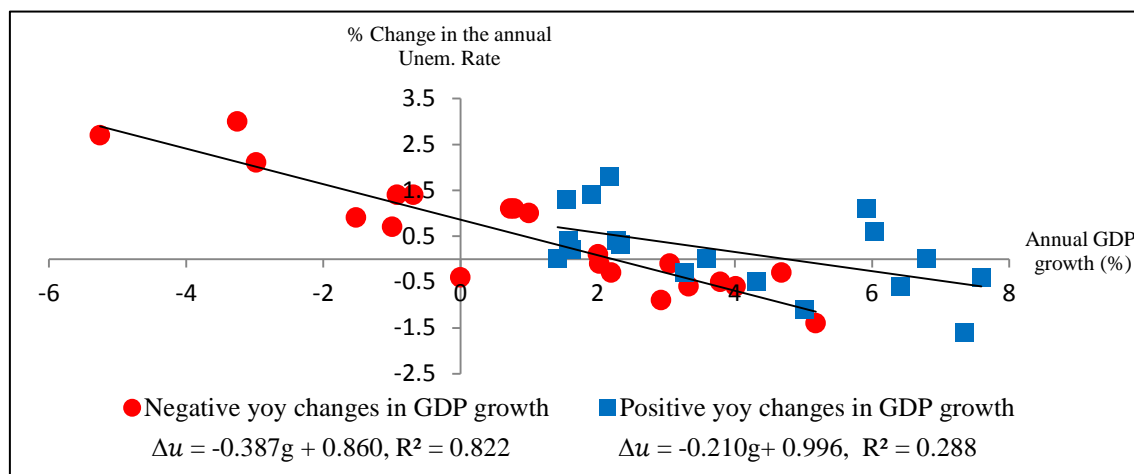 % Change in the annual
Unem. Rate
3.5
2.5
1.5
0.5
-0.5
-1.5
-2.5
-6 -4 -2 0 2 4 6 8
Annual GDP
growth (%)
Negative yoy changes in GDP growth
Positive yoy changes in GDP growth
Δu = -0.387g + 0.860, R² = 0.822
Δu = -0.210g+ 0.996, R² = 0.288